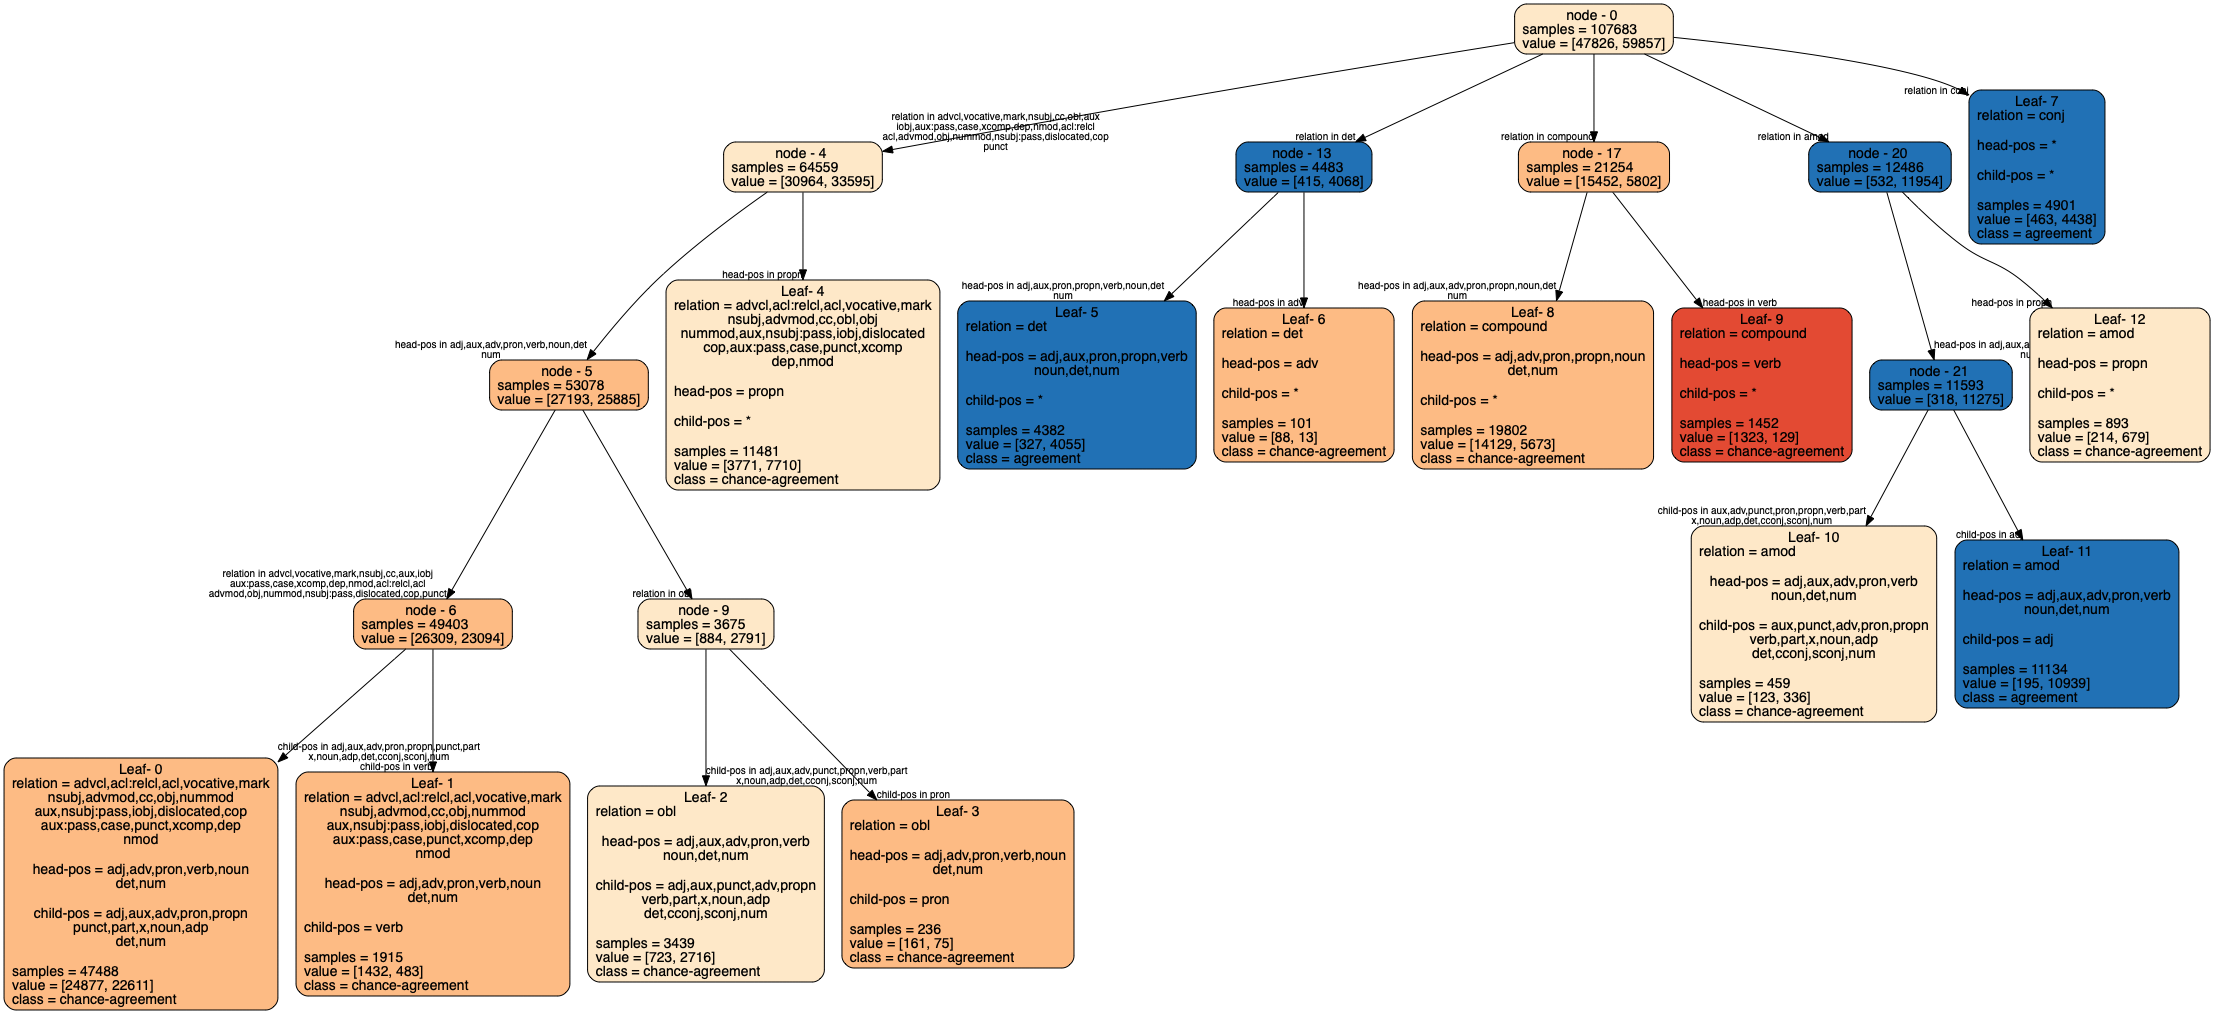 node - 0
samples = 107683
value = [47826, 59857]
relation in advcl,vocative,mark,nsubj,cc,obl,aux
iobj,aux:pass,case,xcomp,dep,nmod,acl:relcl
acl,advmod,obj,nummod,nsubj:pass,dislocated,cop
punct
relation in det
relation in compound
relation in amod
relation in conj
node - 4
samples = 64559
value = [30964, 33595]
node - 13
samples = 4483
value = [415, 4068]
node - 17
samples = 21254
value = [15452, 5802]
node - 20
samples = 12486
value = [532, 11954]
Leaf- 7
relation = conj
head-pos = *
child-pos = *
samples = 4901
value = [463, 4438]
class = agreement
head-pos in adj,aux,adv,pron,verb,noun,det
num
head-pos in propn
head-pos in adj,aux,pron,propn,verb,noun,det
num
head-pos in adv
head-pos in adj,aux,adv,pron,propn,noun,det
num
head-pos in verb
head-pos in adj,aux,
head-pos in propn
node - 5
samples = 53078
value = [27193, 25885]
Leaf- 4
relation = advcl,acl:relcl,acl,vocative,mark
nsubj,advmod,cc,obl,obj
nummod,aux,nsubj:pass,iobj,dislocated
cop,aux:pass,case,punct,xcomp
dep,nmod
head-pos = propn
child-pos = *
samples = 11481
value = [3771, 7710]
class = chance-agreement
Leaf- 5
relation = det
head-pos = adj,aux,pron,propn,verb
noun,det,num
child-pos = *
samples = 4382
value = [327, 4055]
class = agreement
Leaf- 6
relation = det
head-pos = adv
child-pos = *
samples = 101
value = [88, 13]
class = chance-agreement
Leaf- 8
relation = compound
head-pos = adj,adv,pron,propn,noun
det,num
child-pos = *
samples = 19802
value = [14129, 5673]
class = chance-agreement
Leaf- 9
relation = compound
head-pos = verb
child-pos = *
samples = 1452
value = [1323, 129]
class = chance-agreement
node - 21
samples = 11593
value = [318, 11275]
Leaf- 12
relation = amod
head-pos = propn
child-pos = *
samples = 893
value = [214, 679]
class = chance-agreement
relation in advcl,vocative,mark,nsubj,cc,aux,iobj
aux:pass,case,xcomp,dep,nmod,acl:relcl,acl
advmod,obj,nummod,nsubj:pass,dislocated,cop,punct
relation in obl
child-pos in aux,adv,punct,pron,propn,verb,part
x,noun,adp,det,cconj,sconj,num
child-pos in adj
node - 6
samples = 49403
value = [26309, 23094]
node - 9
samples = 3675
value = [884, 2791]
Leaf- 10
relation = amod
head-pos = adj,aux,adv,pron,verb
noun,det,num
child-pos = aux,punct,adv,pron,propn
verb,part,x,noun,adp
det,cconj,sconj,num
samples = 459
value = [123, 336]
class = chance-agreement
Leaf- 11
relation = amod
head-pos = adj,aux,adv,pron,verb
noun,det,num
child-pos = adj
samples = 11134
value = [195, 10939]
class = agreement
child-pos in adj,aux,adv,pron,propn,punct,part
x,noun,adp,det,cconj,sconj,num
child-pos in verb
child-pos in adj,aux,adv,punct,propn,verb,part
x,noun,adp,det,cconj,sconj,num
child-pos in pron
Leaf- 0
relation = advcl,acl:relcl,acl,vocative,mark
nsubj,advmod,cc,obj,nummod
aux,nsubj:pass,iobj,dislocated,cop
aux:pass,case,punct,xcomp,dep
nmod
head-pos = adj,adv,pron,verb,noun
det,num
child-pos = adj,aux,adv,pron,propn
punct,part,x,noun,adp
det,num
samples = 47488
value = [24877, 22611]
class = chance-agreement
Leaf- 1
relation = advcl,acl:relcl,acl,vocative,mark
nsubj,advmod,cc,obj,nummod
aux,nsubj:pass,iobj,dislocated,cop
aux:pass,case,punct,xcomp,dep
nmod
head-pos = adj,adv,pron,verb,noun
det,num
child-pos = verb
samples = 1915
value = [1432, 483]
class = chance-agreement
Leaf- 2
relation = obl
head-pos = adj,aux,adv,pron,verb
noun,det,num
child-pos = adj,aux,punct,adv,propn
verb,part,x,noun,adp
det,cconj,sconj,num
samples = 3439
value = [723, 2716]
class = chance-agreement
Leaf- 3
relation = obl
head-pos = adj,adv,pron,verb,noun
det,num
child-pos = pron
samples = 236
value = [161, 75]
class = chance-agreement